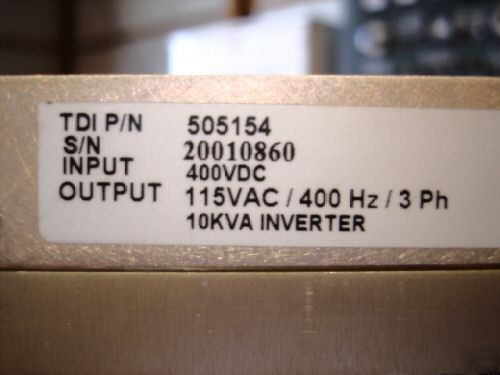 TDI P/N 505154
S/N 20010860
INPUT 400VDC
OUTPUT 115VAC / 400 Hz / 3 Ph
10KVA INVERTER